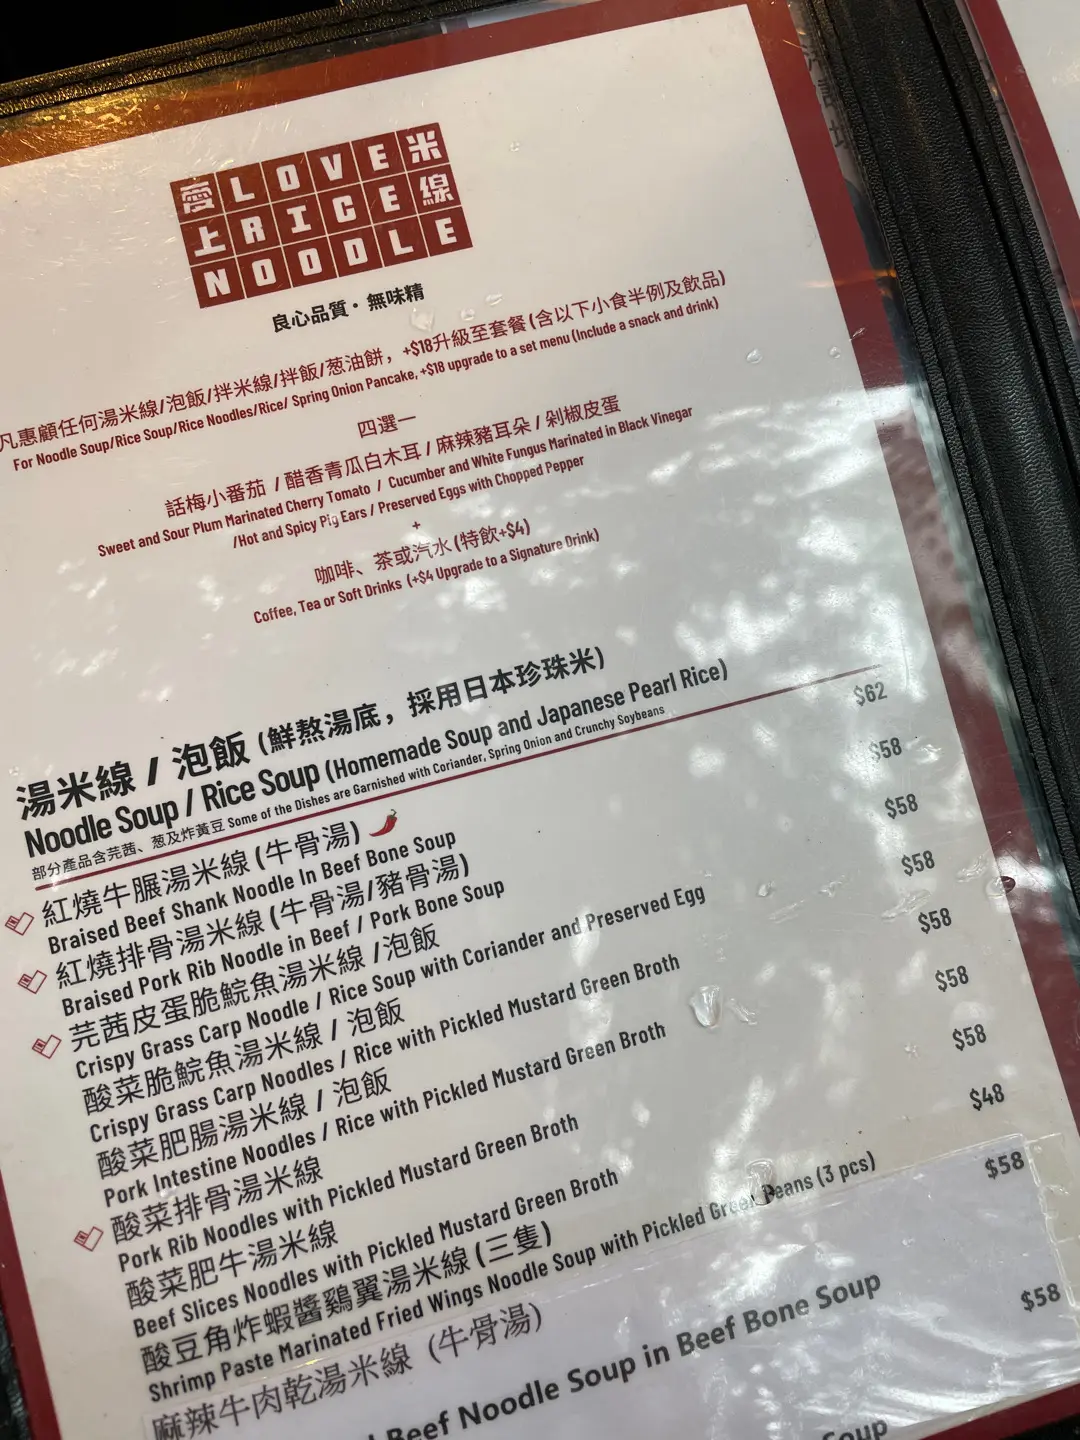 愛LOVE米
上RICE線
NOODLE
良心品質・無味精
凡惠顧任何湯米線/泡飯/拌米線/拌飯/葱油餅，+$18升級至套餐(含以下小食半例及飲品)
For Noodle Soup/Rice Soup/Rice Noodles/Rice/ Spring Onion Pancake, +$18 upgrade to a set menu (Include a snack and drink)
四選一
話梅小番茄 / 醋香青瓜白木耳 / 麻辣豬耳朵 / 剁椒皮蛋
Sweet and Sour Plum Marinated Cherry Tomato / Cucumber and White Fungus Marinated in Black Vinegar
/Hot and Spicy Pig Ears / Preserved Eggs with Chopped Pepper
+
咖啡、茶或汽水 (特飲+$4)
Coffee, Tea or Soft Drinks (+$4 Upgrade to a Signature Drink)
湯米線 / 泡飯 (鮮熬湯底，採用日本珍珠米)
Noodle Soup / Rice Soup (Homemade Soup and Japanese Pearl Rice)
部分產品含芫茜、葱及炸黃豆 Some of the Dishes are Garnished with Coriander, Spring Onion and Crunchy Soybeans
紅燒牛腿湯米線 (牛骨湯) $62
Braised Beef Shank Noodle In Beef Bone Soup
紅燒排骨湯米線 (牛骨湯/豬骨湯) $58
Braised Pork Rib Noodle in Beef / Pork Bone Soup
芫茜皮蛋脆鯇魚湯米線 /泡飯 $58
Crispy Grass Carp Noodle / Rice Soup with Coriander and Preserved Egg
酸菜脆鯇魚湯米線 / 泡飯 $58
Crispy Grass Carp Noodles / Rice with Pickled Mustard Green Broth
酸菜肥腸湯米線 / 泡飯 $58
Pork Intestine Noodles / Rice with Pickled Mustard Green Broth
酸菜排骨湯米線 $58
Pork Rib Noodles with Pickled Mustard Green Broth
酸菜肥牛湯米線 $58
Beef Slices Noodles with Pickled Mustard Green Broth
酸豆角炸蝦醬鷄翼湯米線 (三隻) $48
Shrimp Paste Marinated Fried Wings Noodle Soup with Pickled Green Beans (3 pcs)
麻辣牛肉乾湯米線 (牛骨湯) $58
Beef Noodle Soup in Beef Bone Soup
$58
Soup